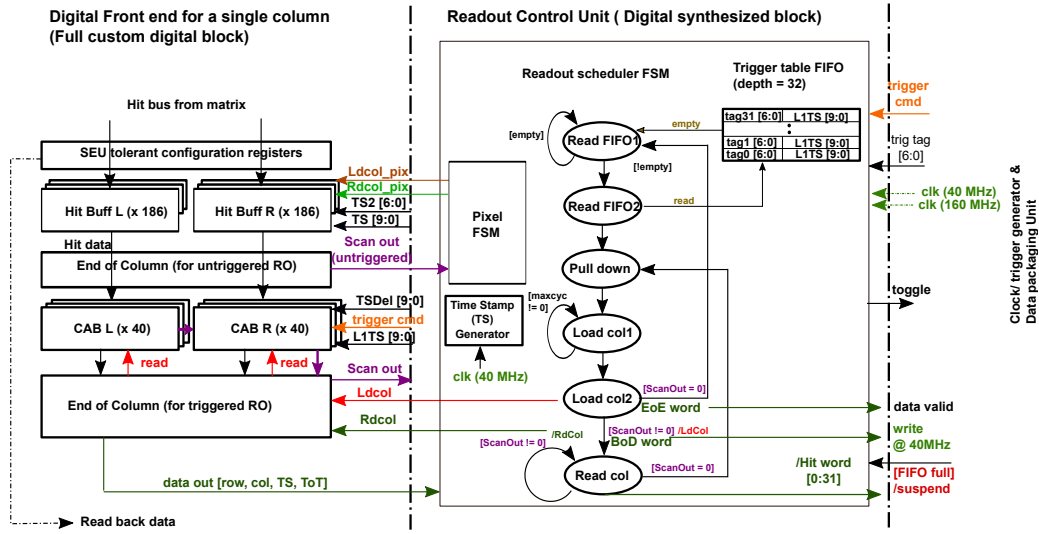 Digital Front end for a single column
(Full custom digital block)
Readout Control Unit ( Digital synthesized block)
Hit bus from matrix
SEU tolerant configuration registers
Hit Buff L (x 186)
Hit Buff R (x 186)
Hit data
End of Column (for untriggered RO)
CAB L (x 40)
CAB R (x 40)
read
read
End of Column (for triggered RO)
data out [row, col, TS, ToT]
Read back data
Ldcol_pix
Rdcol_pix
TS2 [6:0]
TS [9:0]
Scan out
(untriggered)
TSDel [9:0]
trigger cmd
L1TS [9:0]
Scan out
Ldcol
Rdcol
Pixel
FSM
Time Stamp
(TS)
Generator
clk (40 MHz)
Readout scheduler FSM
[empty]
Read FIFO1
empty
[!empty]
Read FIFO2
read
Pull down
[maxcyc
!= 0]
Load col1
Load col2
[ScanOut = 0]
EoE word
[ScanOut != 0] /LdCol
BoD word
/RdCol
[ScanOut != 0]
Read col
[ScanOut = 0]
/Hit word
[0:31]
Trigger table FIFO
(depth = 32)
tag31 [6:0]
L1TS [9:0]
:
tag1 [6:0]
L1TS [9:0]
tag0 [6:0]
L1TS [9:0]
trigger
cmd
trig tag
[6:0]
clk (40 MHz)
clk (160 MHz)
toggle
data valid
write
@ 40MHz
[FIFO full]
/suspend
Clock/ trigger generator &
Data packaging Unit